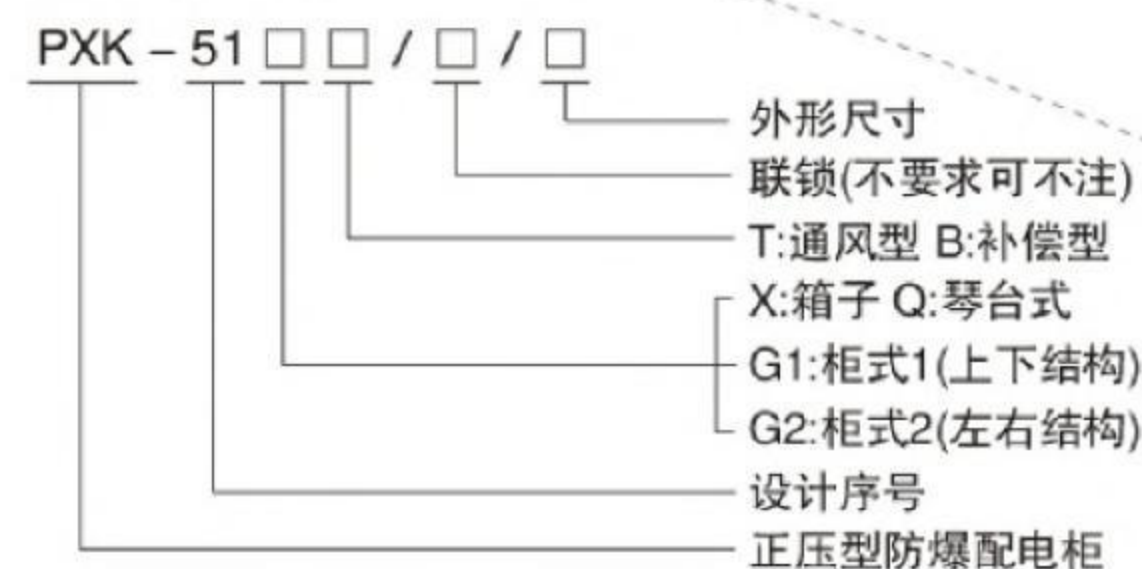 PXK-51□□/□/□
外形尺寸
联锁(不要求可不注)
T:通风型 B:补偿型
X:箱子 Q:琴台式
G1:柜式1(上下结构)
G2:柜式2(左右结构)
设计序号
正压型防爆配电柜